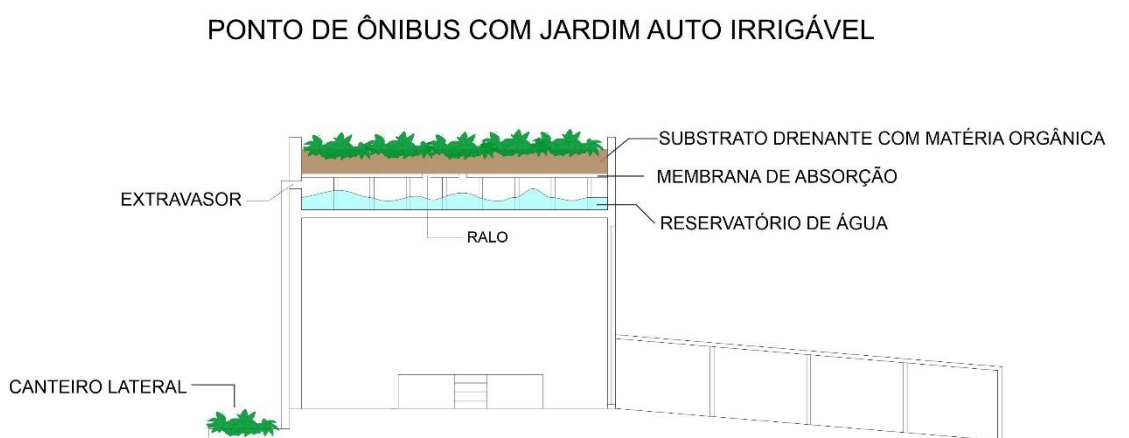 PONTO DE ÔNIBUS COM JARDIM AUTO IRRIGÁVEL
SUBSTRATO DRENANTE COM MATÉRIA ORGÂNICA
MEMBRANA DE ABSORÇÃO
EXTRAVASOR
RESERVATÓRIO DE ÁGUA
RALO
CANTEIRO LATERAL